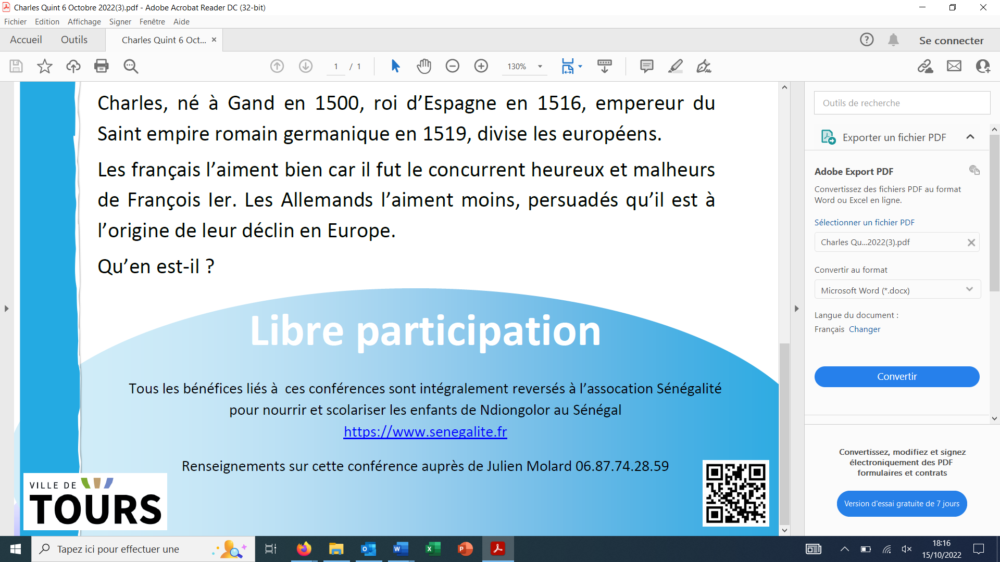 Charles Quint 6 Octobre 2022(3).pdf - Adobe Acrobat Reader DC (32-bit)
Fichier Edition Affichage Signer Fenêtre Aide
Accueil Outils Charles Quint 6 Oct... × Se connecter
1 / 1 130%
Charles, né à Gand en 1500, roi d’Espagne en 1516, empereur du
Saint empire romain germanique en 1519, divise les européens.
Les français l’aiment bien car il fut le concurrent heureux et malheurs
de François Ier. Les Allemands l’aiment moins, persuadés qu’il est à
l’origine de leur déclin en Europe.
Qu’en est-il ?
Libre participation
Tous les bénéfices liés à ces conférences sont intégralement reversés à l’assocation Sénégalité
pour nourrir et scolariser les enfants de Ndiongolor au Sénégal
https://www.senegalite.fr
Renseignements sur cette conférence auprès de Julien Molard 06.87.74.28.59
VILLE DE
TOURS
Outils de recherche
Exporter un fichier PDF
Adobe Export PDF
Convertissez des fichiers PDF au format
Word ou Excel en ligne.
Sélectionner un fichier PDF
Charles Qu...2022(3).pdf
Convertir au format
Microsoft Word (*.docx)
Langue du document :
Français Changer
Convertir
Convertissez, modifiez et signez
électroniquement des PDF
formulaires et contrats
Version d'essai gratuite de 7 jours
Tapez ici pour effectuer une
18:16
15/10/2022